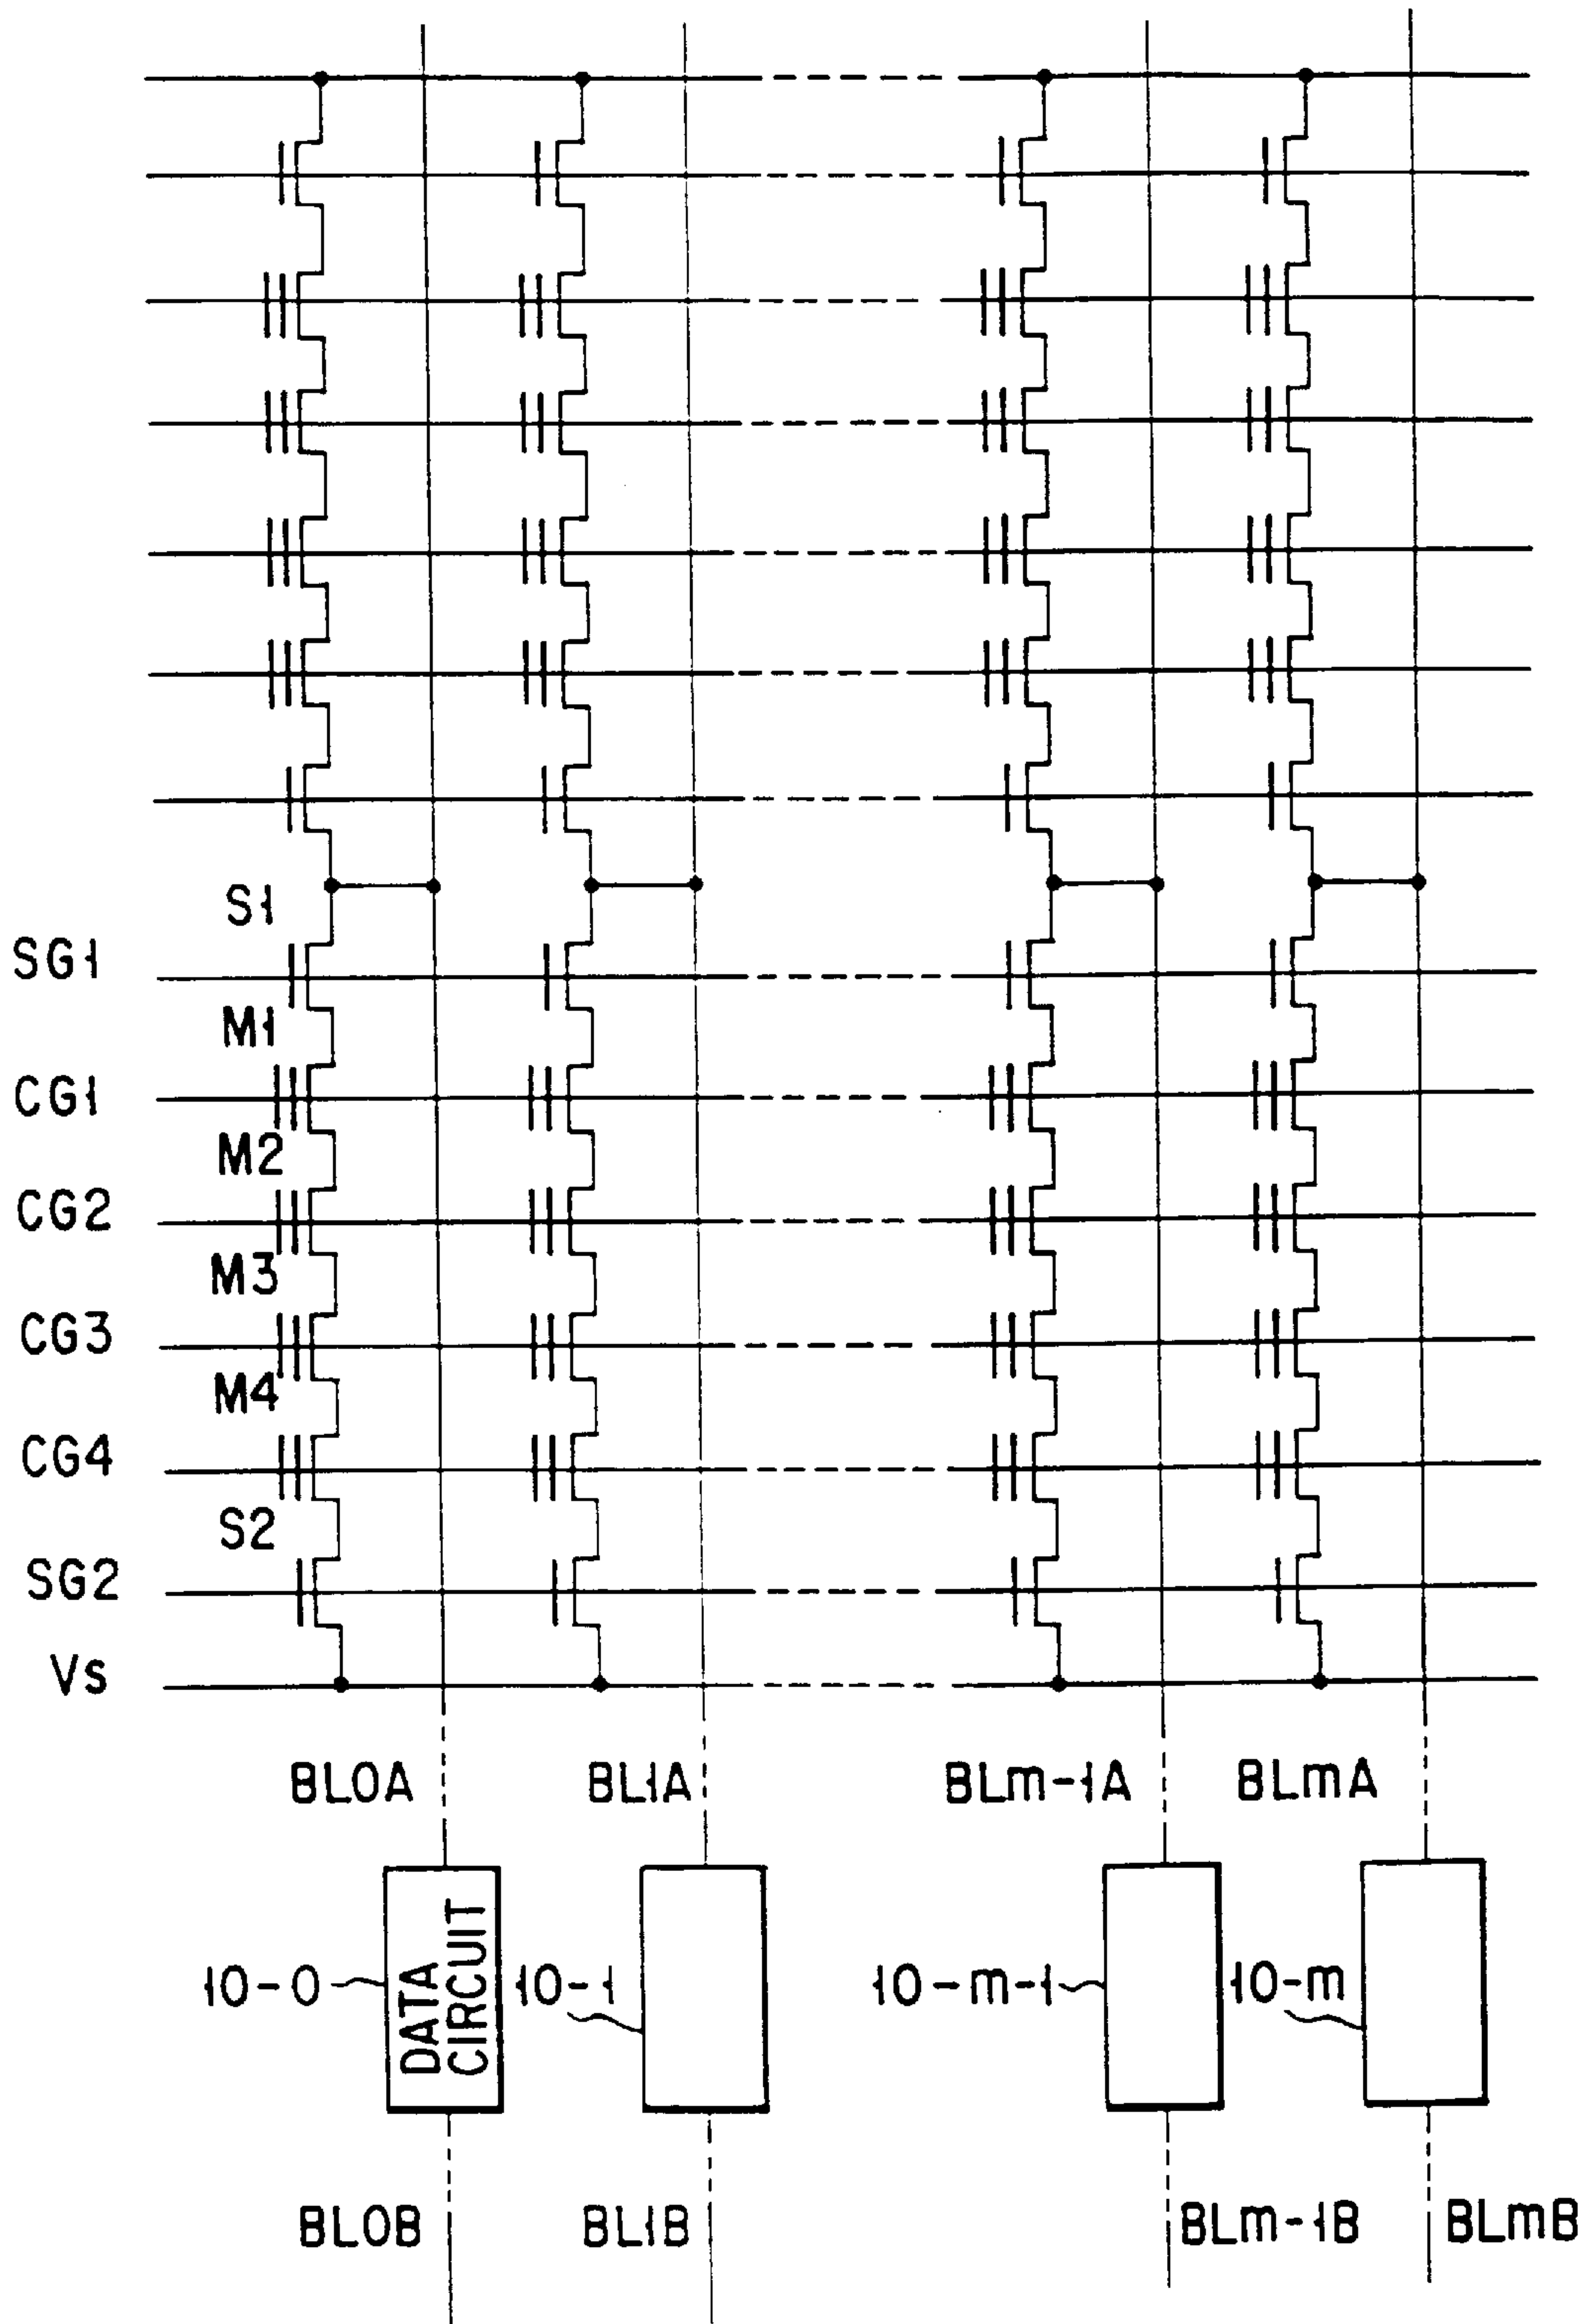 S1
SG1
M1
CG1
M2
CG2
M3
CG3
M4
CG4
S2
SG2
Vs
BL0A BL1A BLm-1A BLmA
10-0 DATA CIRCUIT 10-1 10-m-1 10-m
BL0B BL1B BLm-1B BLmB